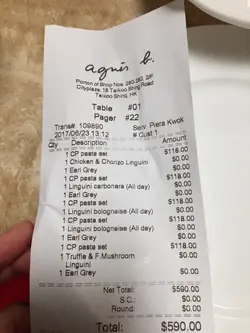 agnès b.
Portion of Shop Nos. 280-282, 2/F
Cityplaza, 18 Taikoo Shing Road
Taikoo Shing, HK
Table #01
Pager #22
Trans#: 109890 Serv: Piera Kwok
2017/06/23 13:12 # Cust 1
Qty Description Amount
1 CP pasta set $118.00
1 Chicken & Chorizo Linguini $0.00
1 Earl Grey $0.00
1 CP pasta set $118.00
1 Linguini carbonara (All day) $0.00
1 Earl Grey $0.00
1 CP pasta set $118.00
1 Linguini bolognaise (All day) $0.00
1 Earl Grey $0.00
1 CP pasta set $118.00
1 Linguini bolognaise (All day) $0.00
1 Earl Grey $0.00
1 CP pasta set $118.00
1 Truffle & F.Mushroom $0.00
Linguini
1 Earl Grey $0.00
Net Total: $590.00
S.C.: $0.00
Round: $0.00
Total: $590.00